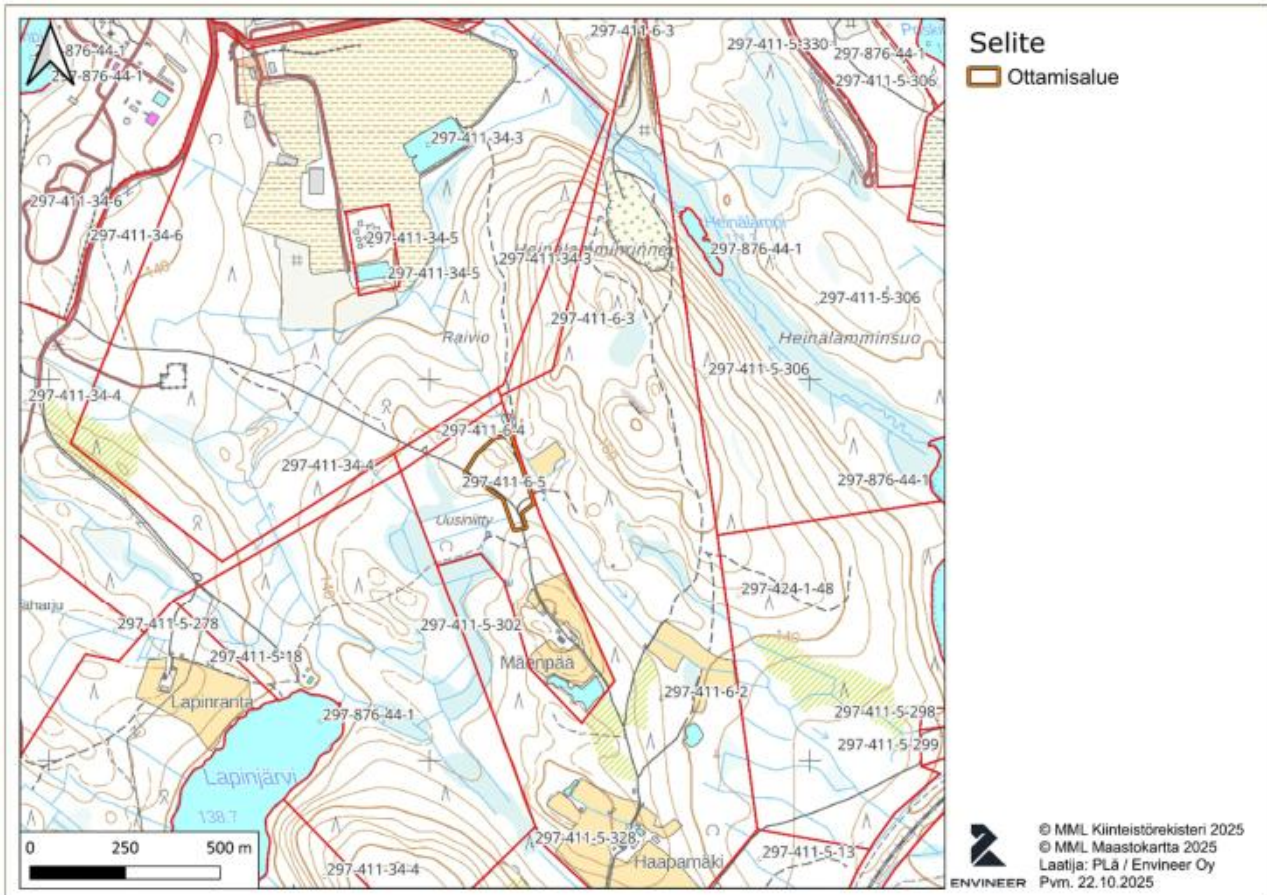 297-411-6-3
297-411-5-330
876-44-1
297-876-44-1
297-876-44-1
297-411-5-306
297-411-34-3
297-411-34-6
297-411-34-6
297-411-34-5
Heinälamminrinne
297-411-34-3
Heinälampi
297-876-44-1
140
297-411-34-5
297-411-5-306
297-411-6-3
Raivio
Heinälamminsuo
297-411-5-306
297-411-34-4
297-411-6-4
297-411-34-4
297-411-6-5
297-876-44-1
Uusiniitty
140
297-424-1-48
297-411-5-278
297-411-5-302
297-411-5-18
Mäenpää
Lapinranta
297-411-6-2
297-876-44-1
297-411-5-298
297-411-5-299
Lapinjärvi
138.7
297-411-5-328
Haapamäki
297-411-5-13
297-411-34-4
0 250 500 m
Selite
Ottamisalue
ENVINEER
© MML Kiinteistörekisteri 2025
© MML Maastokartta 2025
Laatija: PLä / Envineer Oy
Pvm. 22.10.2025